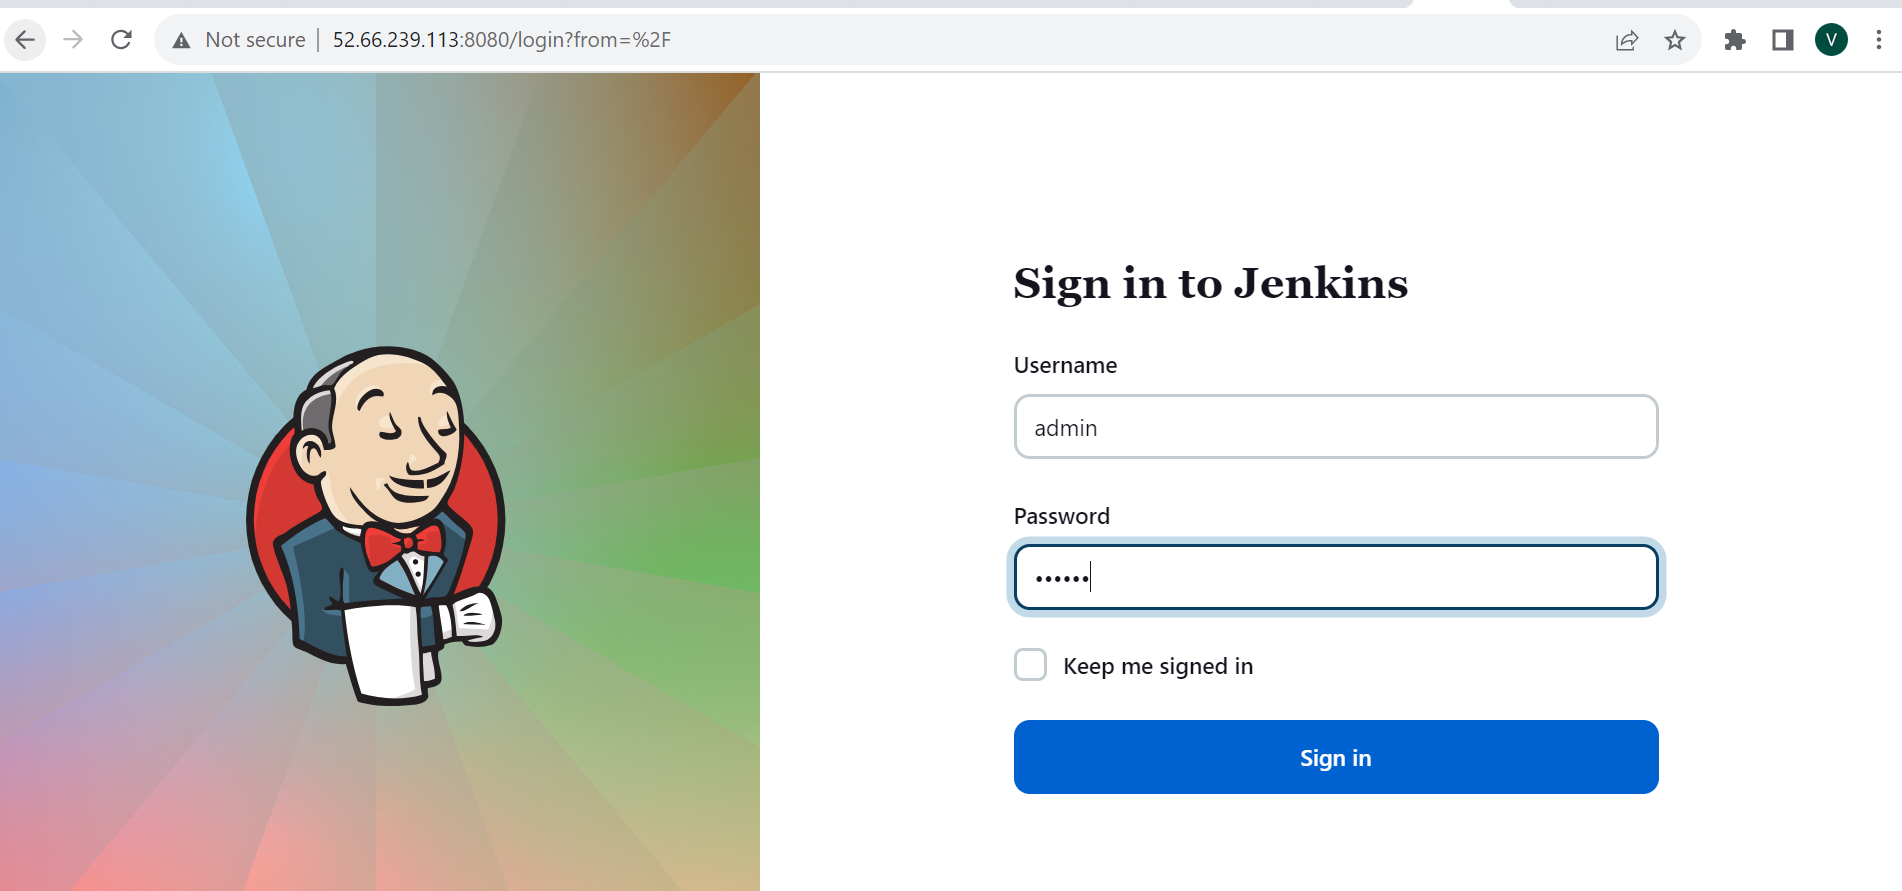 Not secure | 52.66.239.113:8080/login?from=%2F
V
Sign in to Jenkins
Username
admin
Password
••••••
Keep me signed in
Sign in